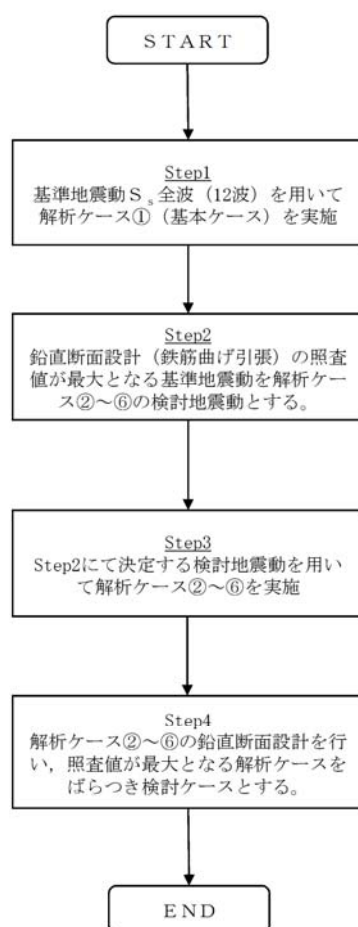 START
Step1
基準地震動Ｓs全波（12波）を用いて
解析ケース①（基本ケース）を実施
Step2
鉛直断面設計（鉄筋曲げ引張）の照査
値が最大となる基準地震動を解析ケー
ス②～⑥の検討地震動とする。
Step3
Step2にて決定する検討地震動を用い
て解析ケース②～⑥を実施
Step4
解析ケース②～⑥の鉛直断面設計を行
い，照査値が最大となる解析ケースを
ばらつき検討ケースとする。
END